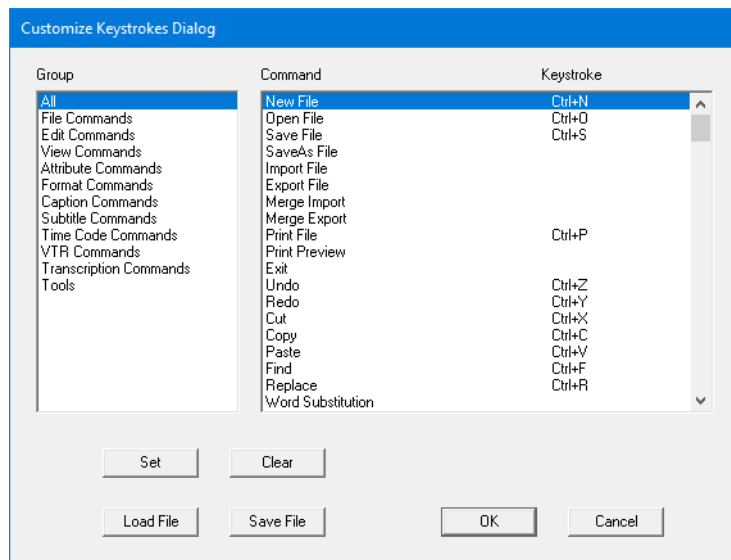 Customize Keystrokes Dialog
Group Command Keystroke
All
File Commands
Edit Commands
View Commands
Attribute Commands
Format Commands
Caption Commands
Subtitle Commands
Time Code Commands
VTR Commands
Transcription Commands
Tools
New File Ctrl+N
Open File Ctrl+O
Save File Ctrl+S
SaveAs File
Import File
Export File
Merge Import
Merge Export
Print File Ctrl+P
Print Preview
Exit
Undo Ctrl+Z
Redo Ctrl+Y
Cut Ctrl+X
Copy Ctrl+C
Paste Ctrl+V
Find Ctrl+F
Replace Ctrl+R
Word Substitution
Set Clear
Load File Save File OK Cancel